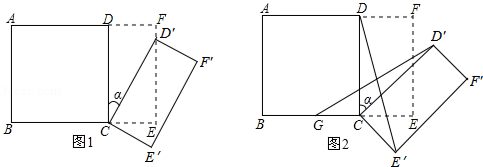 A D F
D′
F′
α
B C E
E′
图1
A D F
D′
F′
α
B G C E
E′
图2